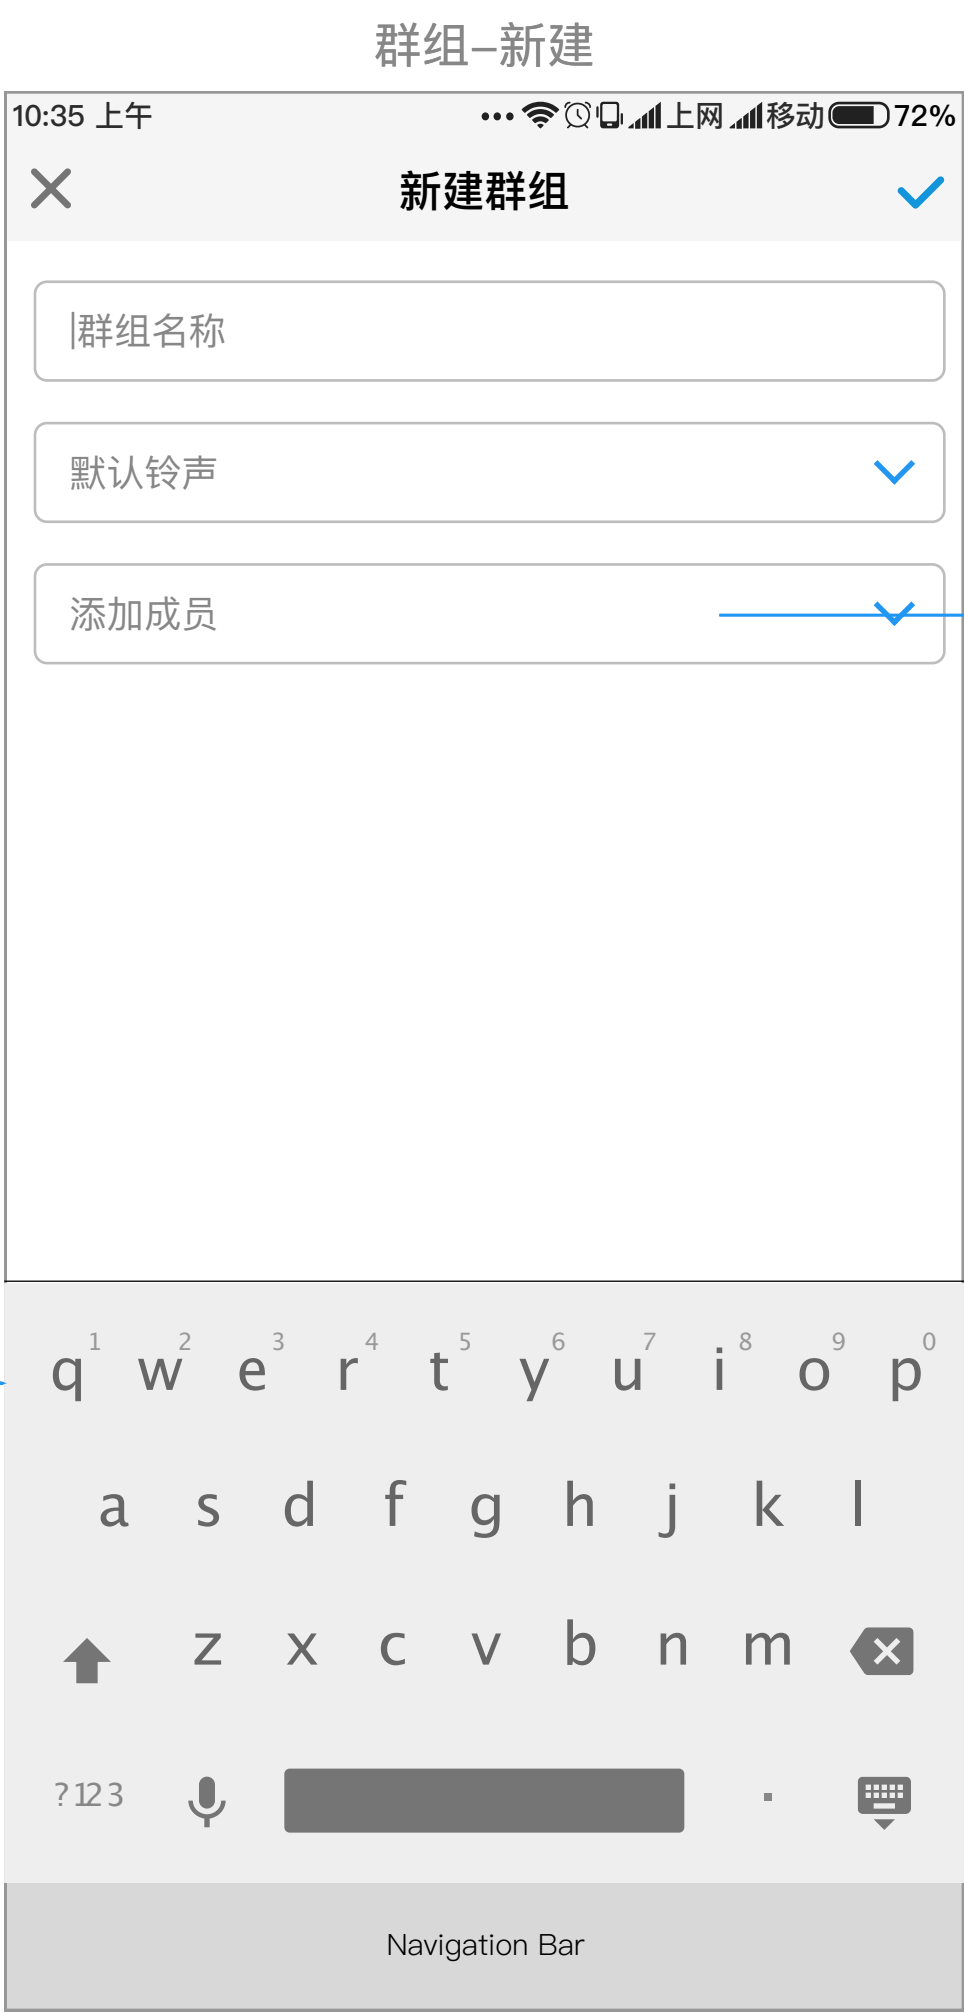 群组–新建
10:35 上午 上网 移动 72%
新建群组
群组名称
默认铃声
添加成员
1 2 3 4 5 6 7 8 9 0
q w e r t y u i o p
a s d f g h j k l
z x c v b n m
?123 .
Navigation Bar